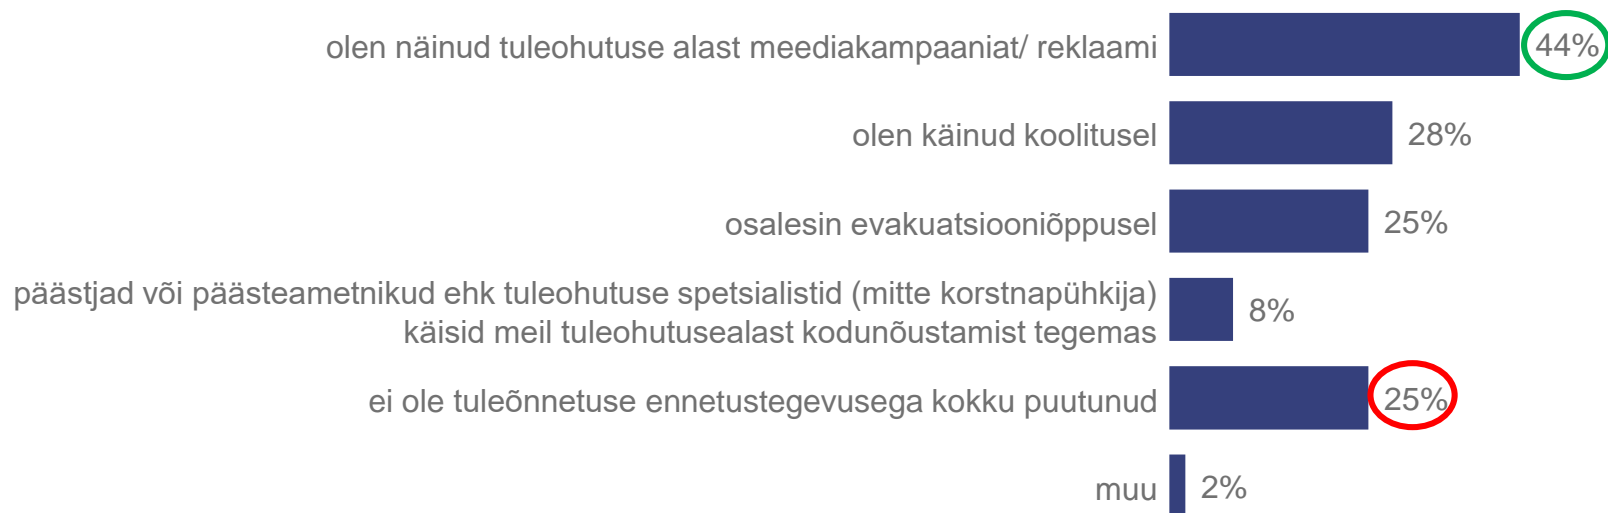 olen näinud tuleohutuse alast meediakampaaniat/ reklaami 44%
olen käinud koolitusel 28%
osalesin evakuatsiooniõppusel 25%
päästjad või päästeametnikud ehk tuleohutuse spetsialistid (mitte korstnapühkija)
käisid meil tuleohutusealast kodunõustamist tegemas 8%
ei ole tuleõnnetuse ennetustegevusega kokku puutunud 25%
muu 2%